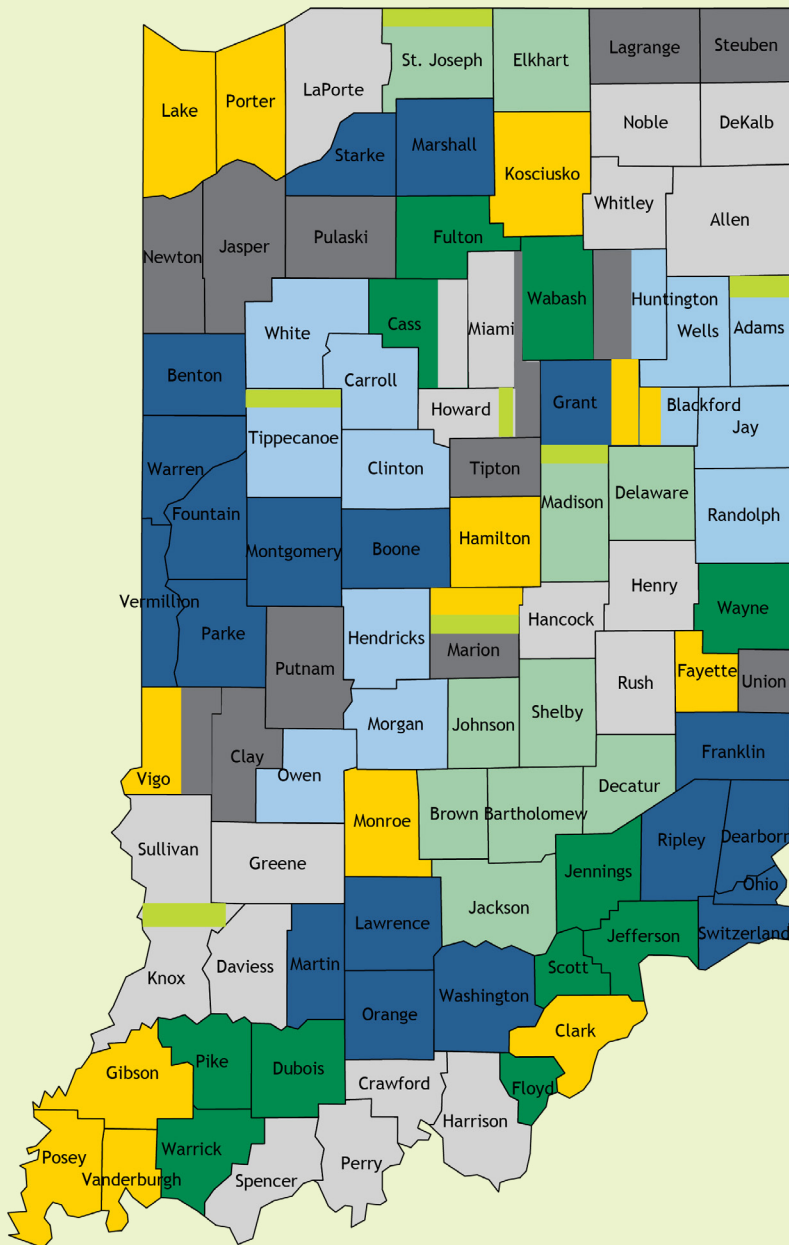 Lagrange
Steuben
St. Joseph
Elkhart
LaPorte
Lake
Porter
Noble
DeKalb
Starke
Marshall
Kosciusko
Whitley
Allen
Newton
Jasper
Pulaski
Fulton
Huntington
Wabash
White
Cass
Miami
Wells
Adams
Benton
Carroll
Howard
Grant
Blackford
Jay
Tippecanoe
Clinton
Tipton
Warren
Madison
Delaware
Fountain
Randolph
Montgomery
Boone
Hamilton
Henry
Vermillion
Wayne
Parke
Hendricks
Hancock
Marion
Putnam
Fayette
Union
Rush
Morgan
Johnson
Shelby
Franklin
Clay
Vigo
Owen
Decatur
Brown
Bartholomew
Monroe
Ripley
Dearborn
Sullivan
Greene
Jennings
Ohio
Jackson
Lawrence
Switzerland
Jefferson
Martin
Daviess
Knox
Scott
Washington
Orange
Clark
Pike
Dubois
Gibson
Crawford
Floyd
Harrison
Warrick
Posey
Vanderburgh
Spencer
Perry